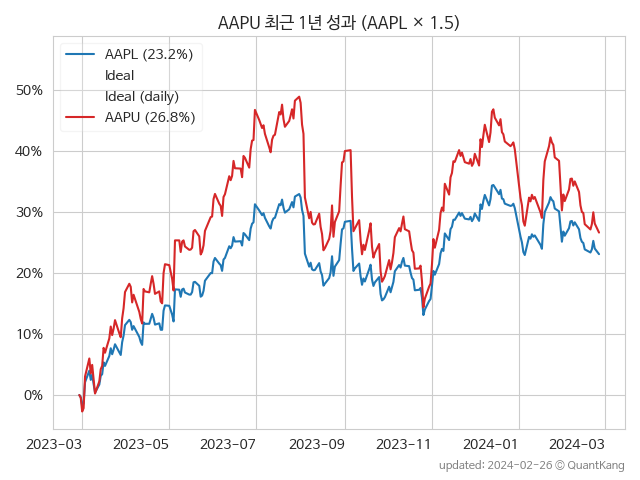 AAPU 최근 1년 성과 (AAPL × 1.5)
AAPL (23.2%)
Ideal
Ideal (daily)
AAPU (26.8%)
50%
40%
30%
20%
10%
0%
2023-03 2023-05 2023-07 2023-09 2023-11 2024-01 2024-03
updated: 2024-02-26 © QuantKang